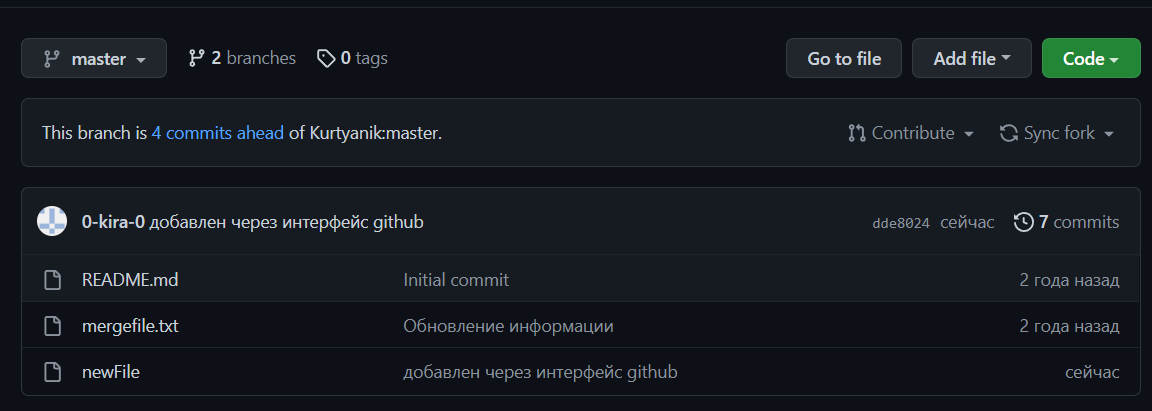 master 2 branches 0 tags Go to file Add file Code
This branch is 4 commits ahead of Kurtyanik:master. Contribute Sync fork
0-kira-0 добавлен через интерфейс github dde8024 сейчас 7 commits
README.md Initial commit 2 года назад
mergefile.txt Обновление информации 2 года назад
newFile добавлен через интерфейс github сейчас